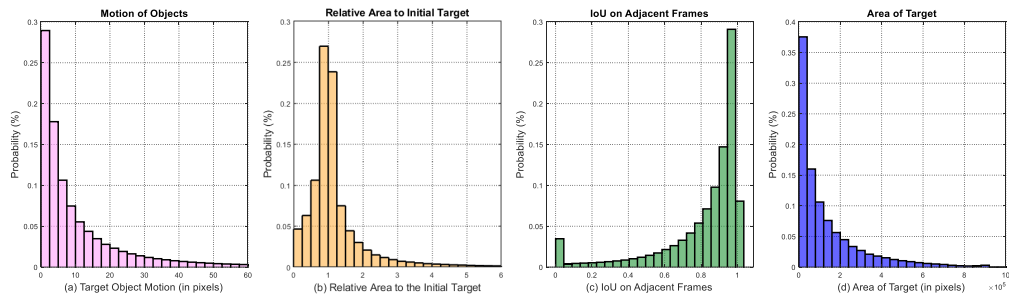 Motion of Objects
0.3
0.25
0.2
0.15
0.1
0.05
0
Probability (%)
10 20 30 40 50 60
(a) Target Object Motion (in pixels)
Relative Area to Initial Target
0.3
0.25
0.2
0.15
0.1
0.05
0
Probability (%)
0 1 2 3 4 5 6
(b) Relative Area to the Initial Target
IoU on Adjacent Frames
0.3
0.25
0.2
0.15
0.1
0.05
0
Probability (%)
0 0.2 0.4 0.6 0.8 1
(c) IoU on Adjacent Frames
Area of Target
0.4
0.35
0.3
0.25
0.2
0.15
0.1
0.05
0
Probability (%)
0 2 4 6 8 10
×10⁵
(d) Area of Target (in pixels)